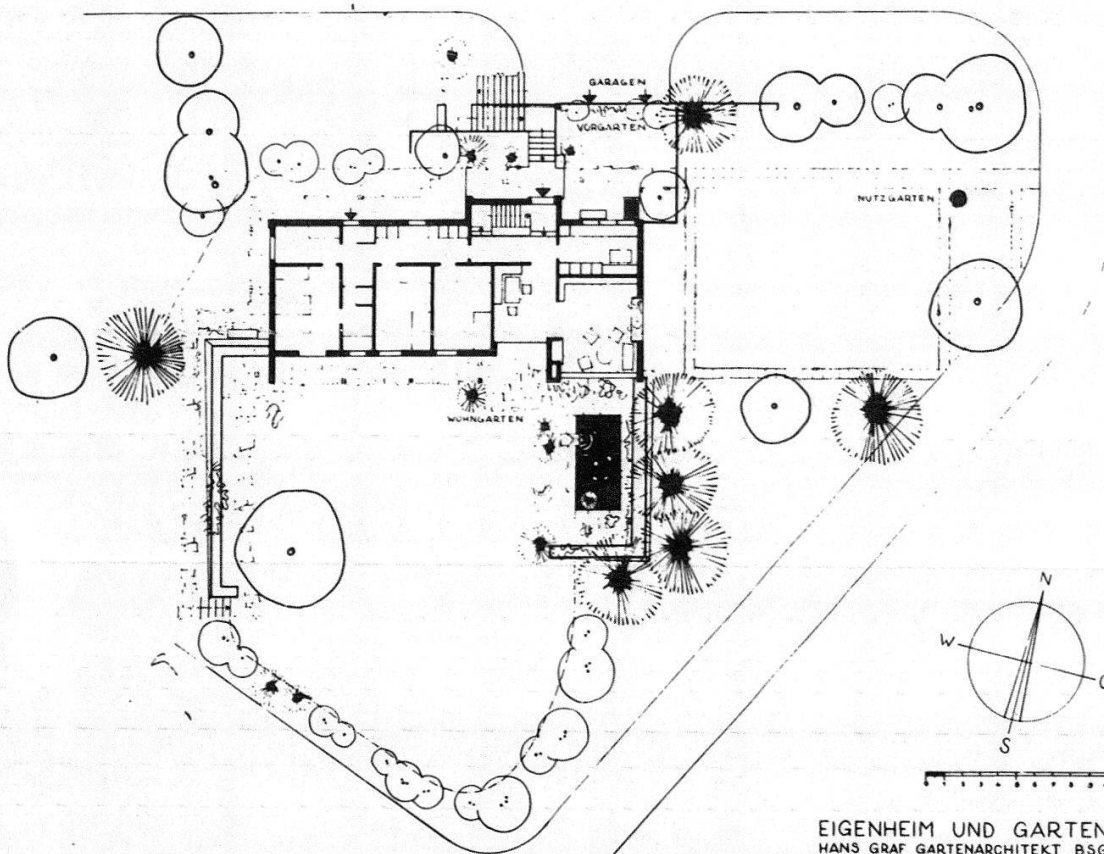 GARAGEN
VORGARTEN
NUTZGARTEN
WOHNGARTEN
N
W
O
S
EIGENHEIM UND GARTEN
HANS GRAF GARTENARCHITEKT BSG